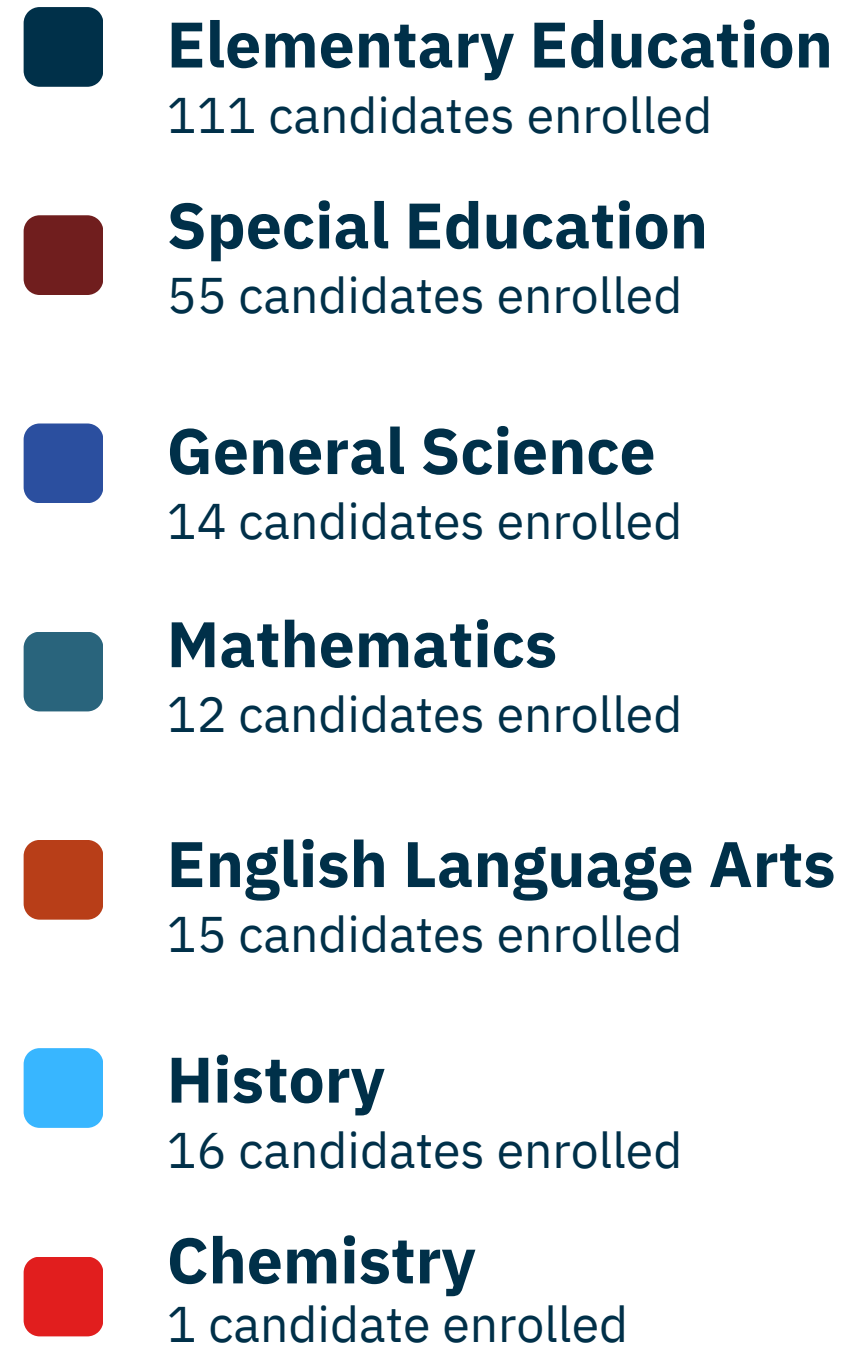 Elementary Education
111 candidates enrolled
Special Education
55 candidates enrolled
General Science
14 candidates enrolled
Mathematics
12 candidates enrolled
English Language Arts
15 candidates enrolled
History
16 candidates enrolled
Chemistry
1 candidate enrolled